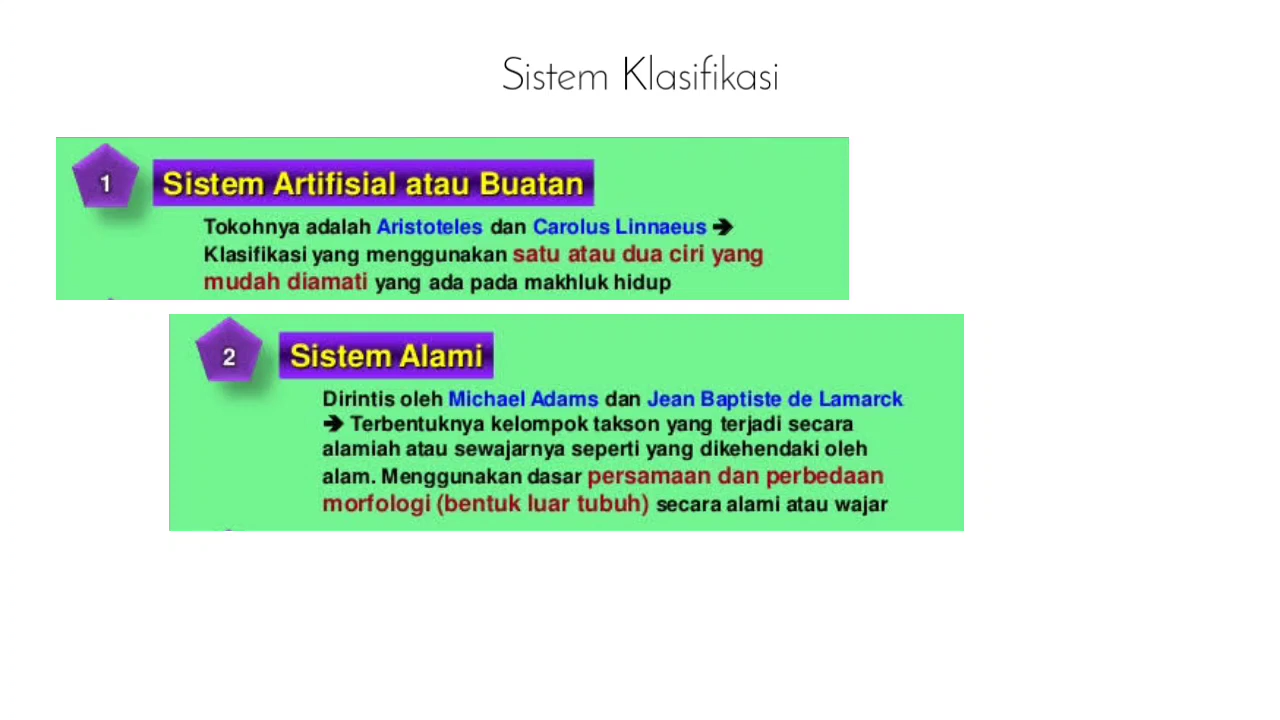 Sistem Klasifikasi
1
Sistem Artifisial atau Buatan
Tokohnya adalah Aristoteles dan Carolus Linnaeus ➔
Klasifikasi yang menggunakan satu atau dua ciri yang
mudah diamati yang ada pada makhluk hidup
2
Sistem Alami
Dirintis oleh Michael Adams dan Jean Baptiste de Lamarck
➔ Terbentuknya kelompok takson yang terjadi secara
alamiah atau sewajarnya seperti yang dikehendaki oleh
alam. Menggunakan dasar persamaan dan perbedaan
morfologi (bentuk luar tubuh) secara alami atau wajar